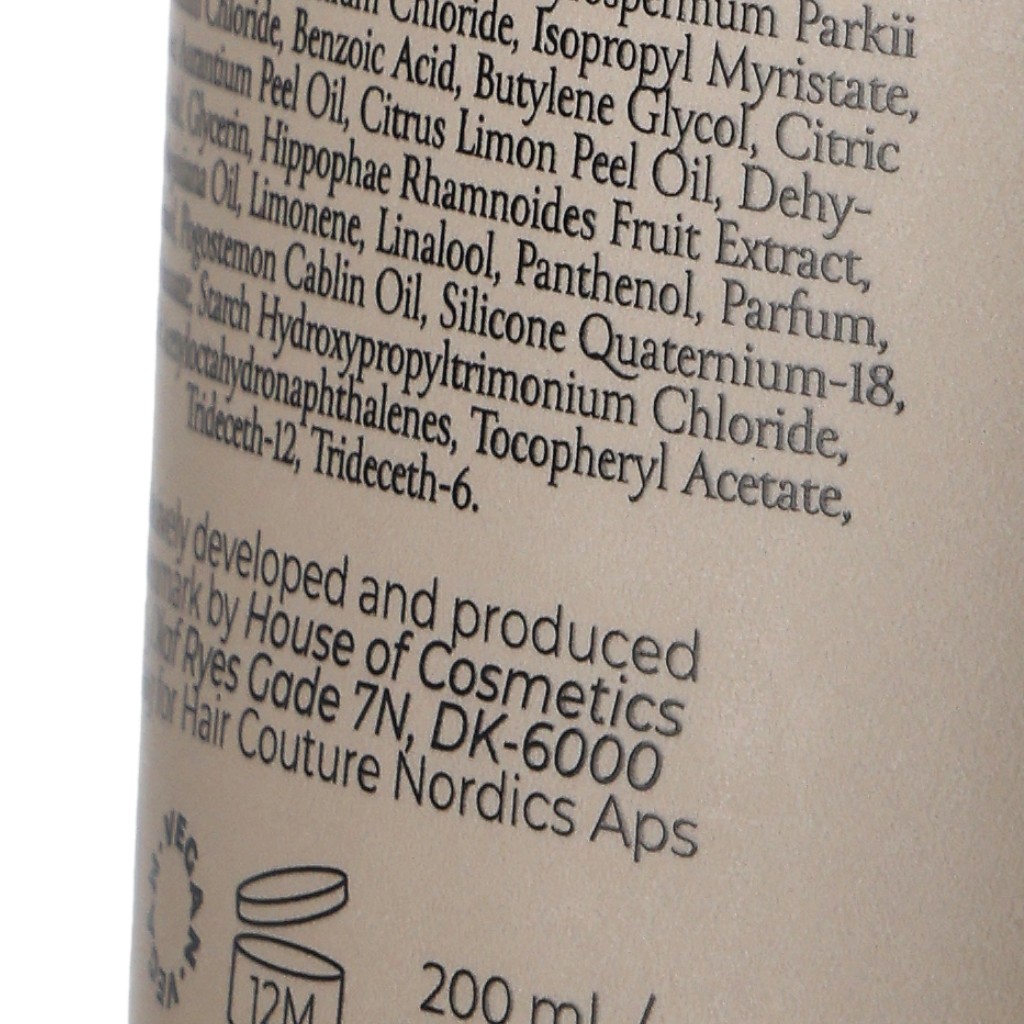 Parkii
Chloride, Isopropyl Myristate,
Chloride, Benzoic Acid, Butylene Glycol, Citric
Peel Oil, Citrus Limon Peel Oil, Dehy-
Glycerin, Hippophae Rhamnoides Fruit Extract,
Oil, Limonene, Linalool, Panthenol, Parfum,
Pogostemon Cablin Oil, Silicone Quaternium-18,
Starch Hydroxypropyltrimonium Chloride,
Tocopheryl Acetate,
Trideceth-12, Trideceth-6.
developed and produced
by House of Cosmetics
Ryes Gade 7N, DK-6000
for Hair Couture Nordics Aps
VEGAN
12M
200 ml /